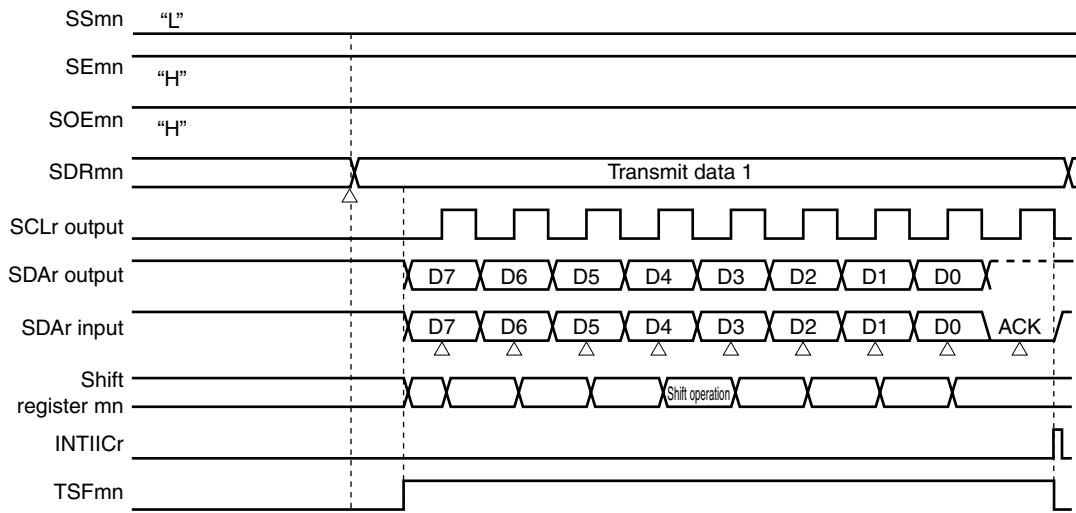 SSmn “L”
SEmn “H”
SOEmn “H”
SDRmn Transmit data 1
SCLr output
SDAr output D7 D6 D5 D4 D3 D2 D1 D0
SDAr input D7 D6 D5 D4 D3 D2 D1 D0 ACK
Shift
register mn Shift operation
INTIICr
TSFmn